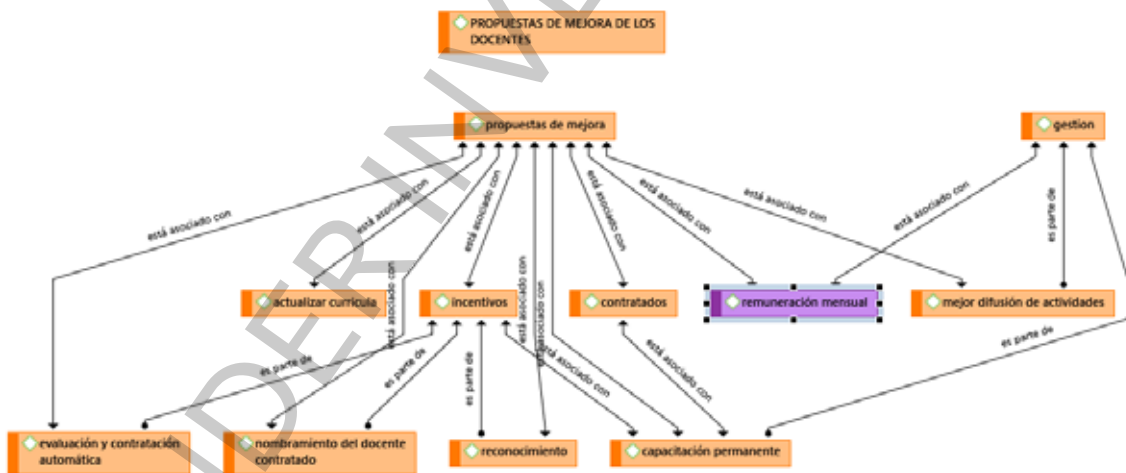 PROPUESTAS DE MEJORA DE LOS
DOCENTES
propuestas de mejora
gestion
está asociado con
está asociado con
está asociado con
está asociado con
está asociado con
está asociado con
está asociado con
es parte de
actualizar currícula
incentivos
contratados
remuneración mensual
mejor difusión de actividades
está asociado con
está asociado con
está asociado con
es parte de
es parte de
es parte de
está asociado con
está asociado con
es parte de
evaluación y contratación
automática
nombramiento del docente
contratado
reconocimiento
capacitación permanente